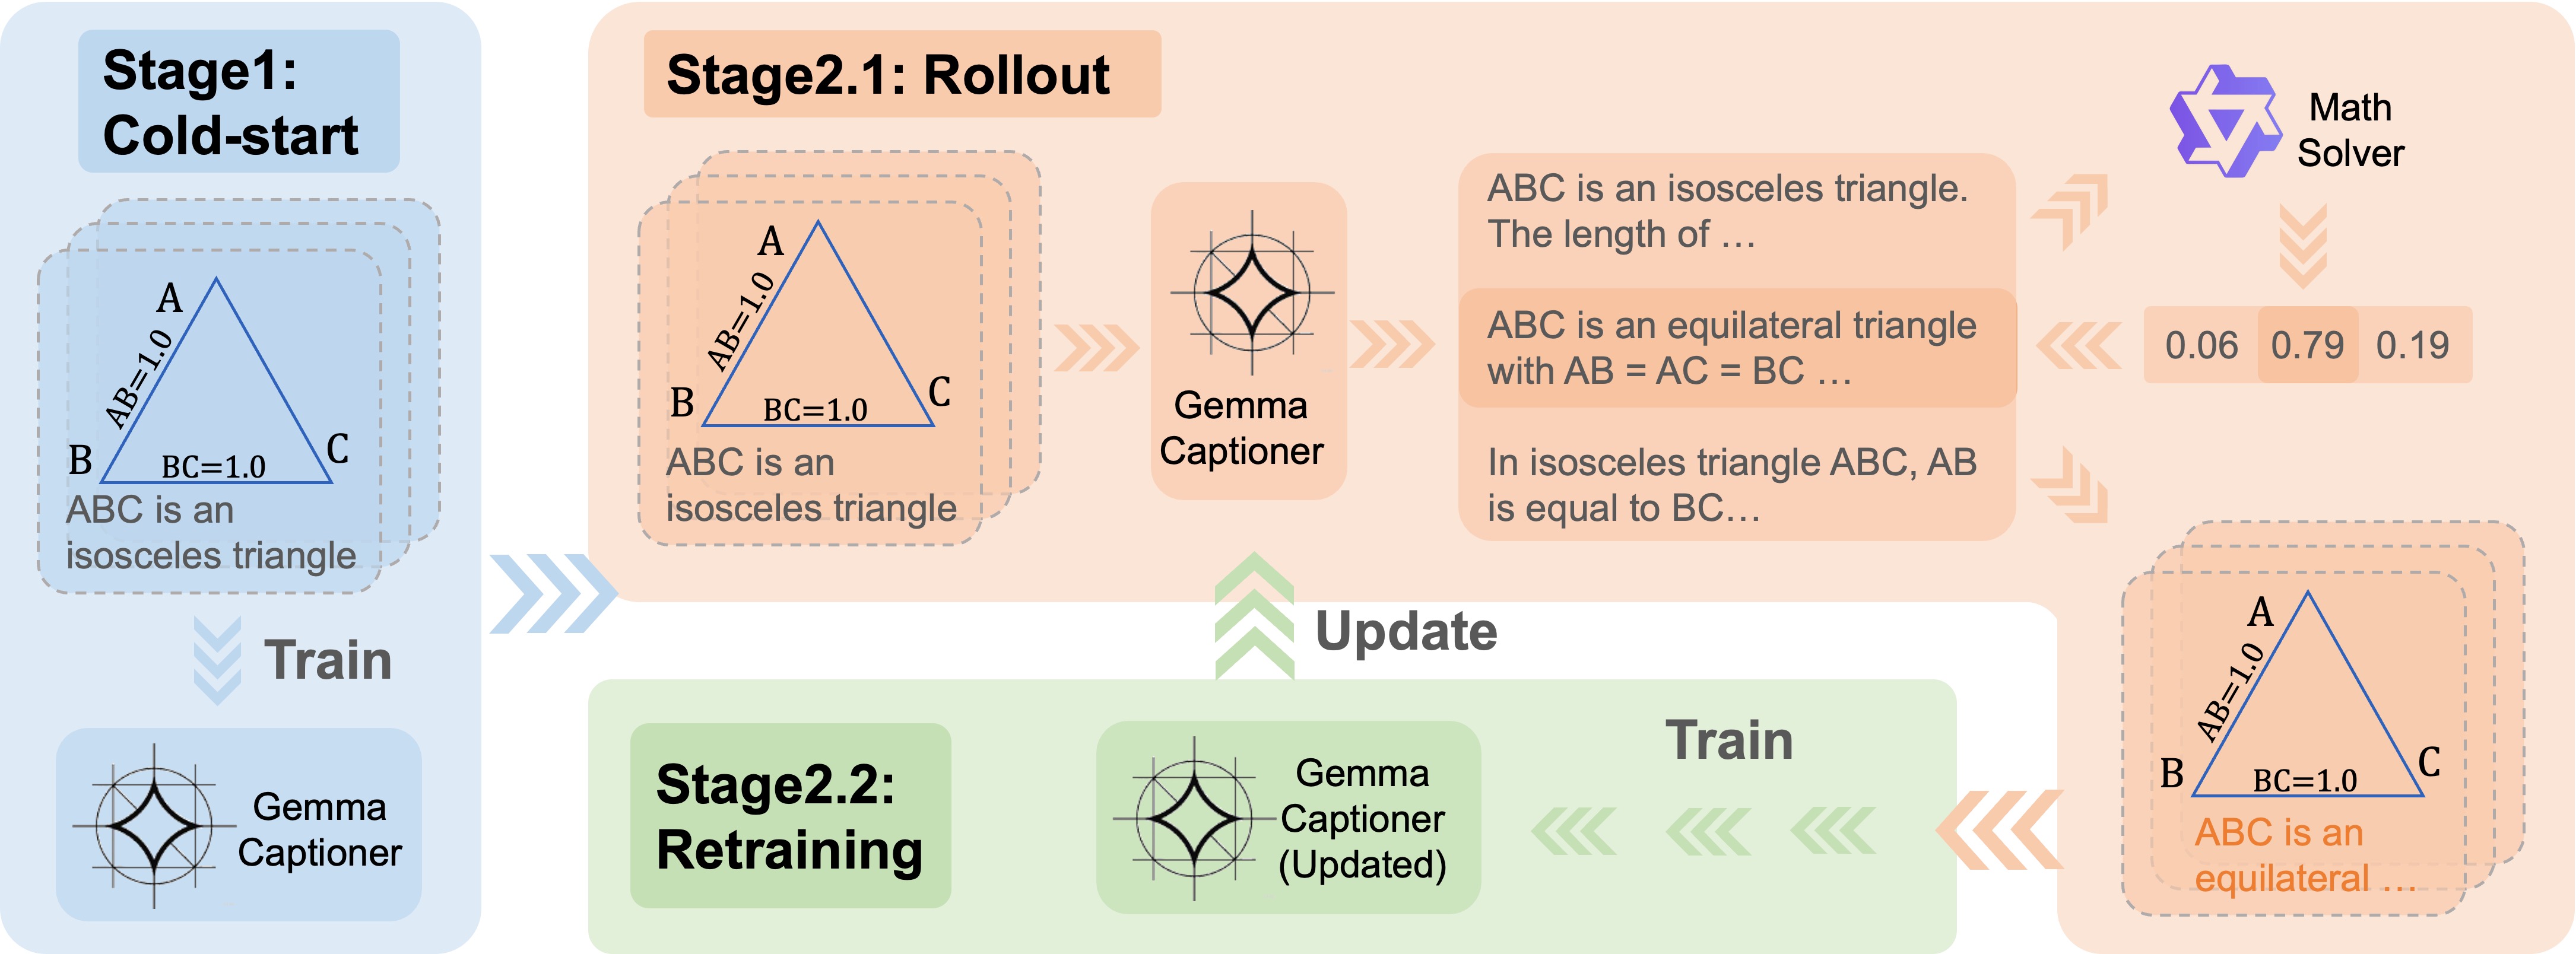 Stage1:
Cold-start
A
AB=1.0
B
BC=1.0
C
ABC is an
isosceles triangle
Train
Gemma
Captioner
Stage2.1: Rollout
A
AB=1.0
B
BC=1.0
C
ABC is an
isosceles triangle
Gemma
Captioner
ABC is an isosceles triangle.
The length of …
ABC is an equilateral triangle
with AB = AC = BC …
In isosceles triangle ABC, AB
is equal to BC…
Math
Solver
0.06 0.79 0.19
A
AB=1.0
B
BC=1.0
C
ABC is an
equilateral …
Update
Stage2.2:
Retraining
Gemma
Captioner
(Updated)
Train